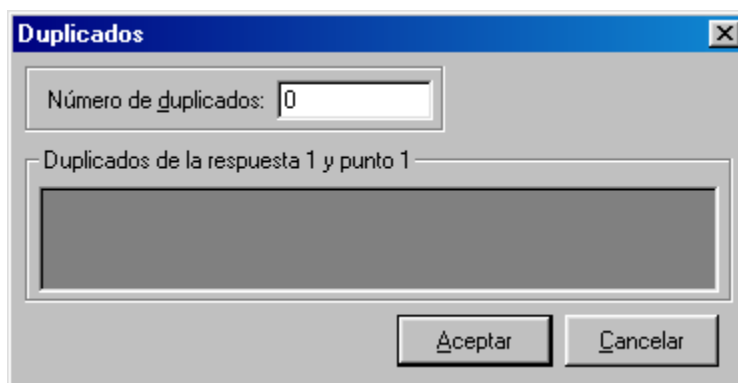 Duplicados
Número de duplicados: 0
Duplicados de la respuesta 1 y punto 1
Aceptar Cancelar